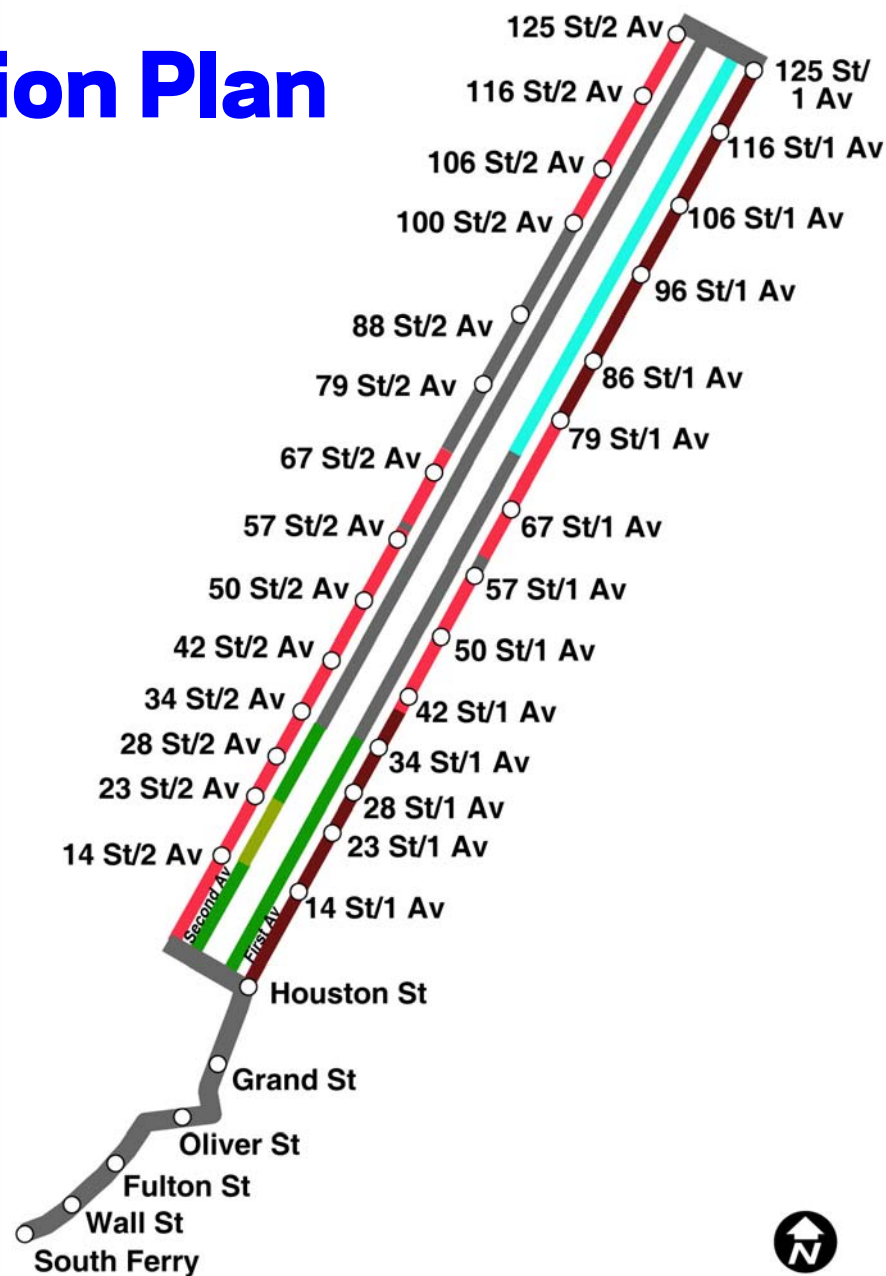 ion Plan
125 St/2 Av
116 St/2 Av
106 St/2 Av
100 St/2 Av
88 St/2 Av
79 St/2 Av
67 St/2 Av
57 St/2 Av
50 St/2 Av
42 St/2 Av
34 St/2 Av
28 St/2 Av
23 St/2 Av
14 St/2 Av
Second Av
125 St/
1 Av
116 St/1 Av
106 St/1 Av
96 St/1 Av
86 St/1 Av
79 St/1 Av
67 St/1 Av
57 St/1 Av
50 St/1 Av
42 St/1 Av
34 St/1 Av
28 St/1 Av
23 St/1 Av
14 St/1 Av
First Av
Houston St
Grand St
Oliver St
Fulton St
Wall St
South Ferry
N